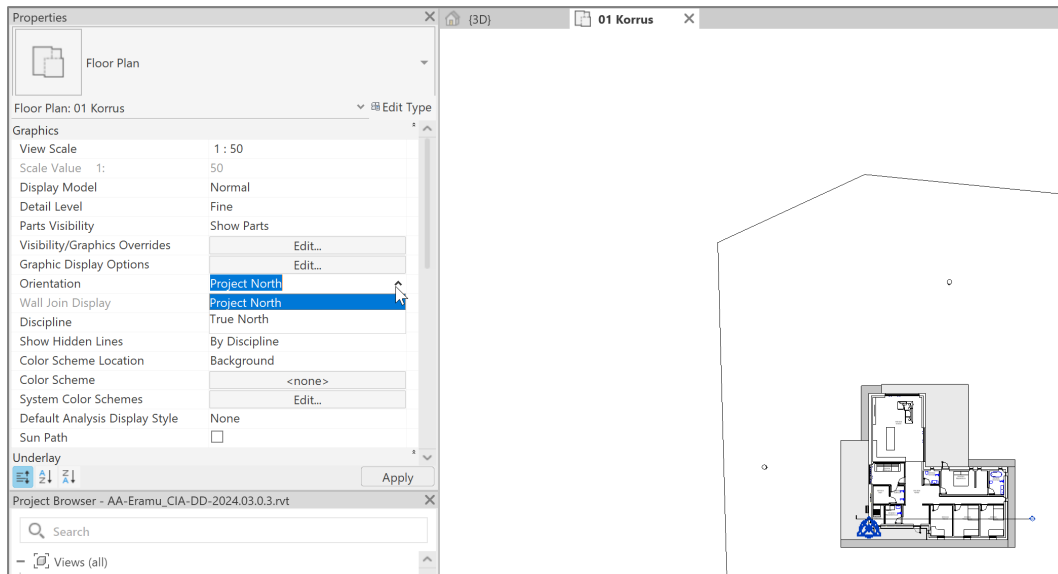 Properties
{3D}
01 Korrus
Floor Plan
Floor Plan: 01 Korrus
Edit Type
Graphics
View Scale 1 : 50
Scale Value 1: 50
Display Model Normal
Detail Level Fine
Parts Visibility Show Parts
Visibility/Graphics Overrides Edit...
Graphic Display Options Edit...
Orientation Project North
Wall Join Display Project North
Discipline True North
Show Hidden Lines By Discipline
Color Scheme Location Background
Color Scheme <none>
System Color Schemes Edit...
Default Analysis Display Style None
Sun Path
Underlay
Apply
Project Browser - AA-Eramu_CIA-DD-2024.03.0.3.rvt
Search
Views (all)